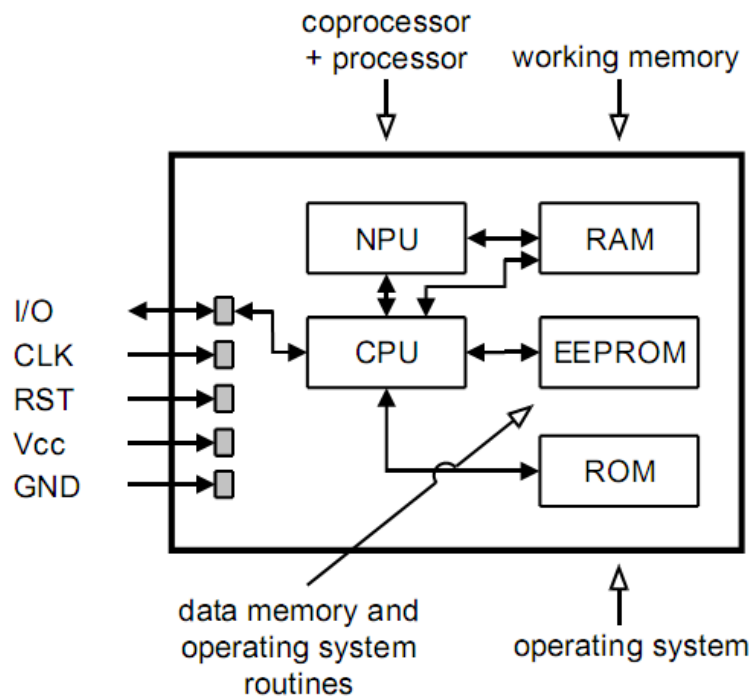 coprocessor
+ processor
working memory
NPU
RAM
I/O
CPU
EEPROM
CLK
RST
Vcc
GND
ROM
data memory and
operating system
routines
operating system